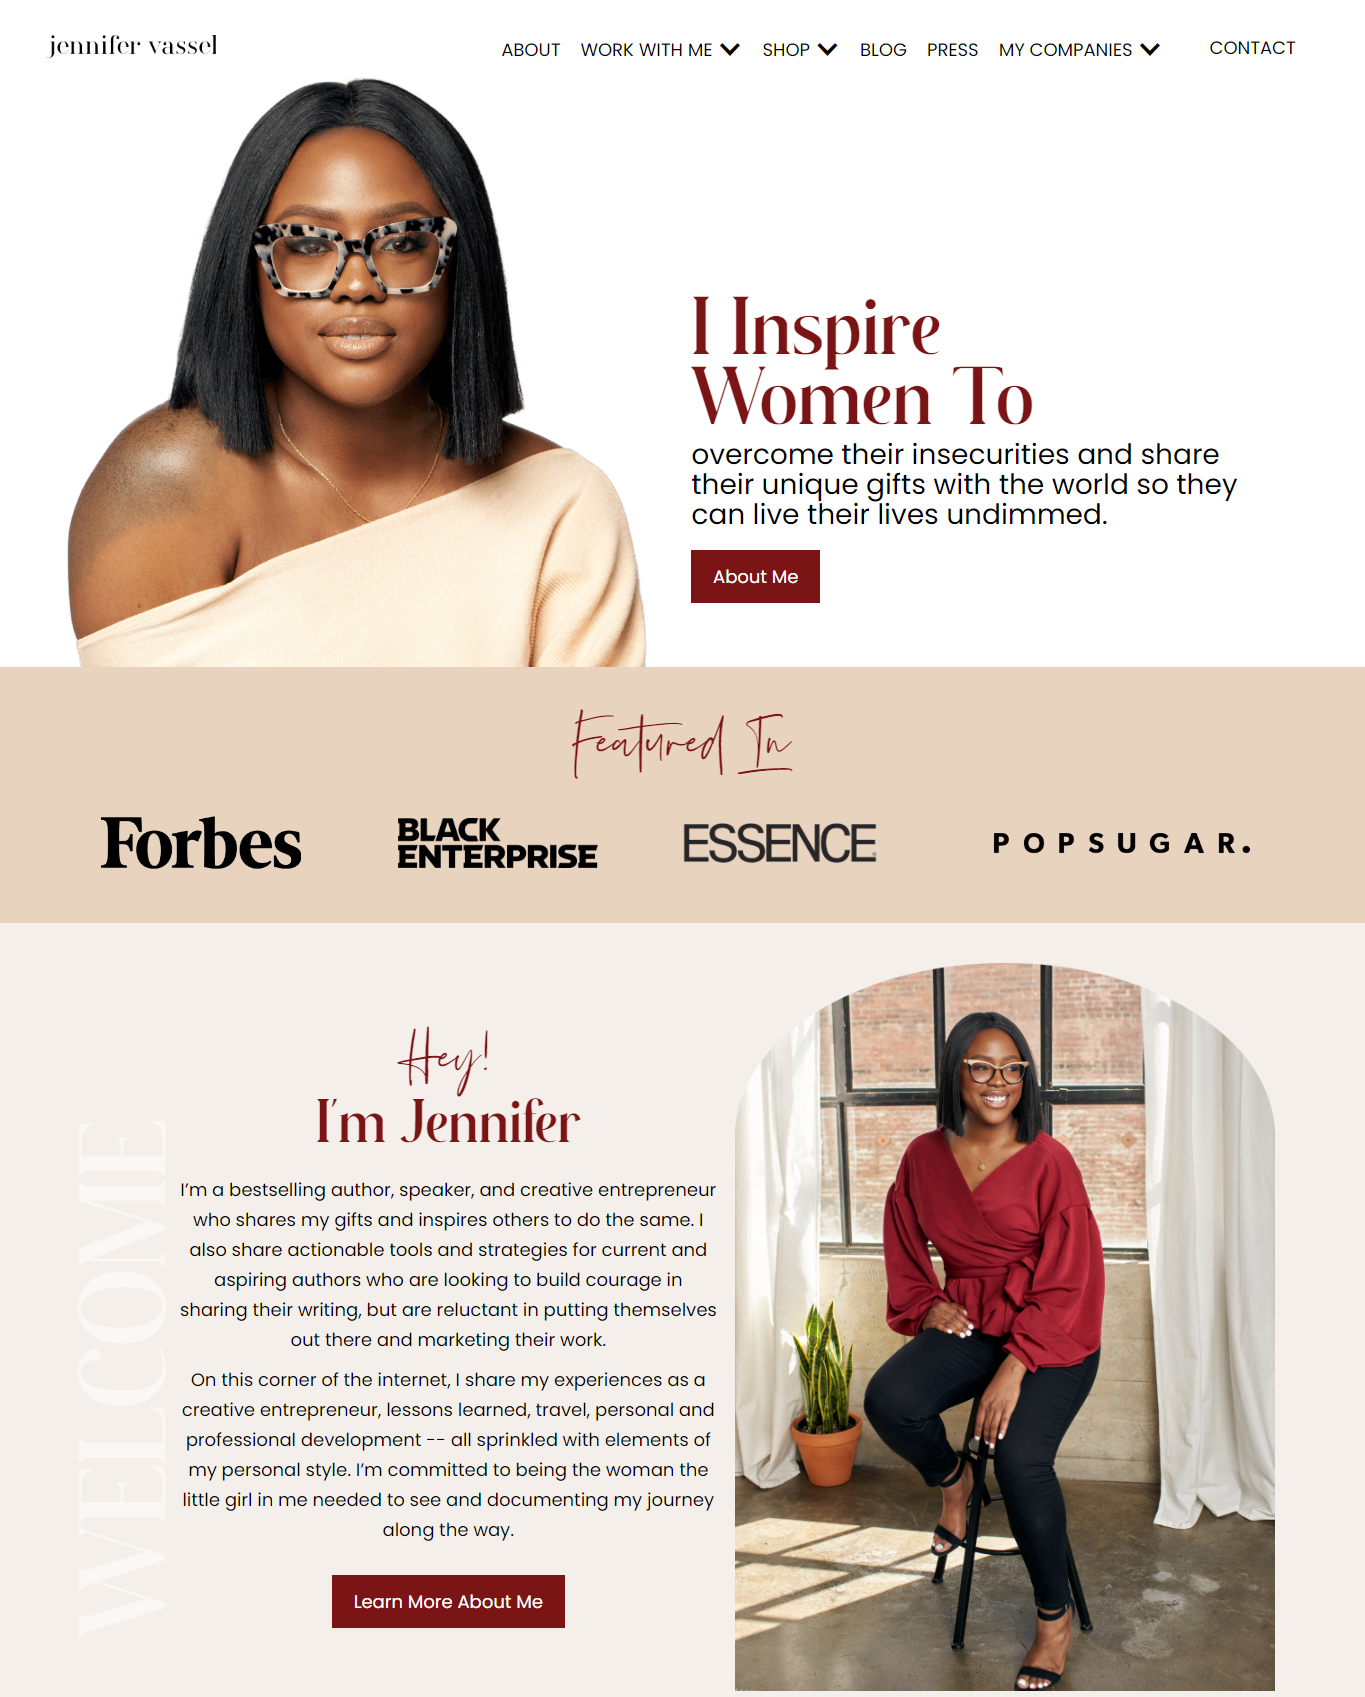 jennifer vassel
ABOUT WORK WITH ME SHOP BLOG PRESS MY COMPANIES CONTACT
I Inspire
Women To
overcome their insecurities and share
their unique gifts with the world so they
can live their lives undimmed.
About Me
Featured In
Forbes
BLACK
ENTERPRISE
ESSENCE
POPSUGAR.
WELCOME
Hey!
I'm Jennifer
I'm a bestselling author, speaker, and creative entrepreneur
who shares my gifts and inspires others to do the same. I
also share actionable tools and strategies for current and
aspiring authors who are looking to build courage in
sharing their writing, but are reluctant in putting themselves
out there and marketing their work.
On this corner of the internet, I share my experiences as a
creative entrepreneur, lessons learned, travel, personal and
professional development -- all sprinkled with elements of
my personal style. I'm committed to being the woman the
little girl in me needed to see and documenting my journey
along the way.
Learn More About Me